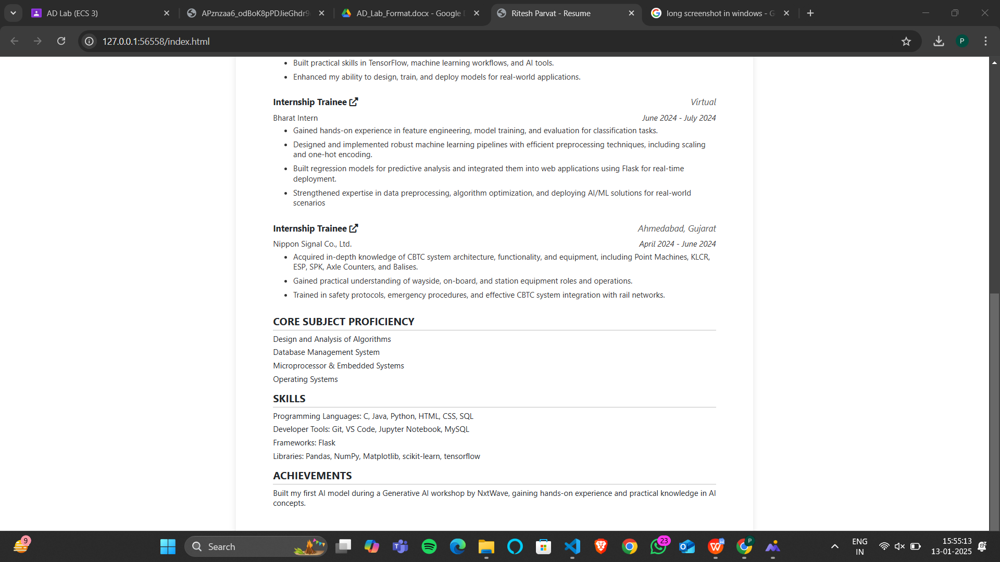 AD Lab (ECS 3)
APznzaa6_odBoK8pPDJieGhdr9
AD_Lab_Format.docx - Google
Ritesh Parvat - Resume
long screenshot in windows - G
127.0.0.1:56558/index.html
P
• Built practical skills in TensorFlow, machine learning workflows, and AI tools.
• Enhanced my ability to design, train, and deploy models for real-world applications.
Internship Trainee
Virtual
Bharat Intern
June 2024 - July 2024
• Gained hands-on experience in feature engineering, model training, and evaluation for classification tasks.
• Designed and implemented robust machine learning pipelines with efficient preprocessing techniques, including scaling
and one-hot encoding.
• Built regression models for predictive analysis and integrated them into web applications using Flask for real-time
deployment.
• Strengthened expertise in data preprocessing, algorithm optimization, and deploying AI/ML solutions for real-world
scenarios
Internship Trainee
Ahmedabad, Gujarat
Nippon Signal Co., Ltd.
April 2024 - June 2024
• Acquired in-depth knowledge of CBTC system architecture, functionality, and equipment, including Point Machines, KLCR,
ESP, SPK, Axle Counters, and Balises.
• Gained practical understanding of wayside, on-board, and station equipment roles and operations.
• Trained in safety protocols, emergency procedures, and effective CBTC system integration with rail networks.
CORE SUBJECT PROFICIENCY
Design and Analysis of Algorithms
Database Management System
Microprocessor & Embedded Systems
Operating Systems
SKILLS
Programming Languages: C, Java, Python, HTML, CSS, SQL
Developer Tools: Git, VS Code, Jupyter Notebook, MySQL
Frameworks: Flask
Libraries: Pandas, NumPy, Matplotlib, scikit-learn, tensorflow
ACHIEVEMENTS
Built my first AI model during a Generative AI workshop by NxtWave, gaining hands-on experience and practical knowledge in AI
concepts.
9
Search
23
P
ENG
IN
15:55:13
13-01-2025